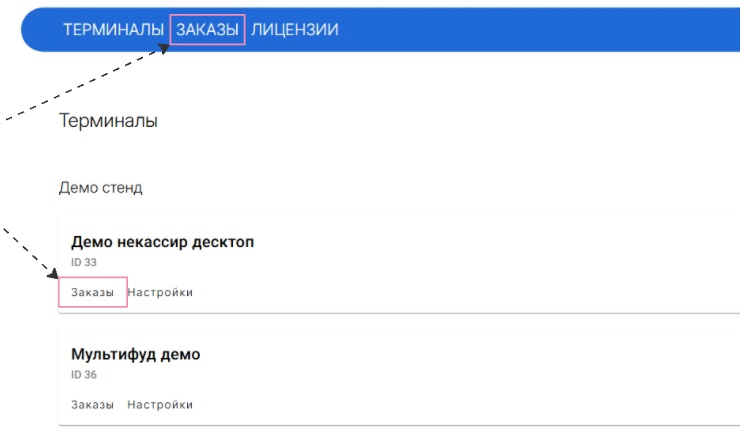 ТЕРМИНАЛЫ ЗАКАЗЫ ЛИЦЕНЗИИ
Терминалы
Демо стенд
Демо некассир десктоп
ID 33
Заказы Настройки
Мультифуд демо
ID 36
Заказы Настройки